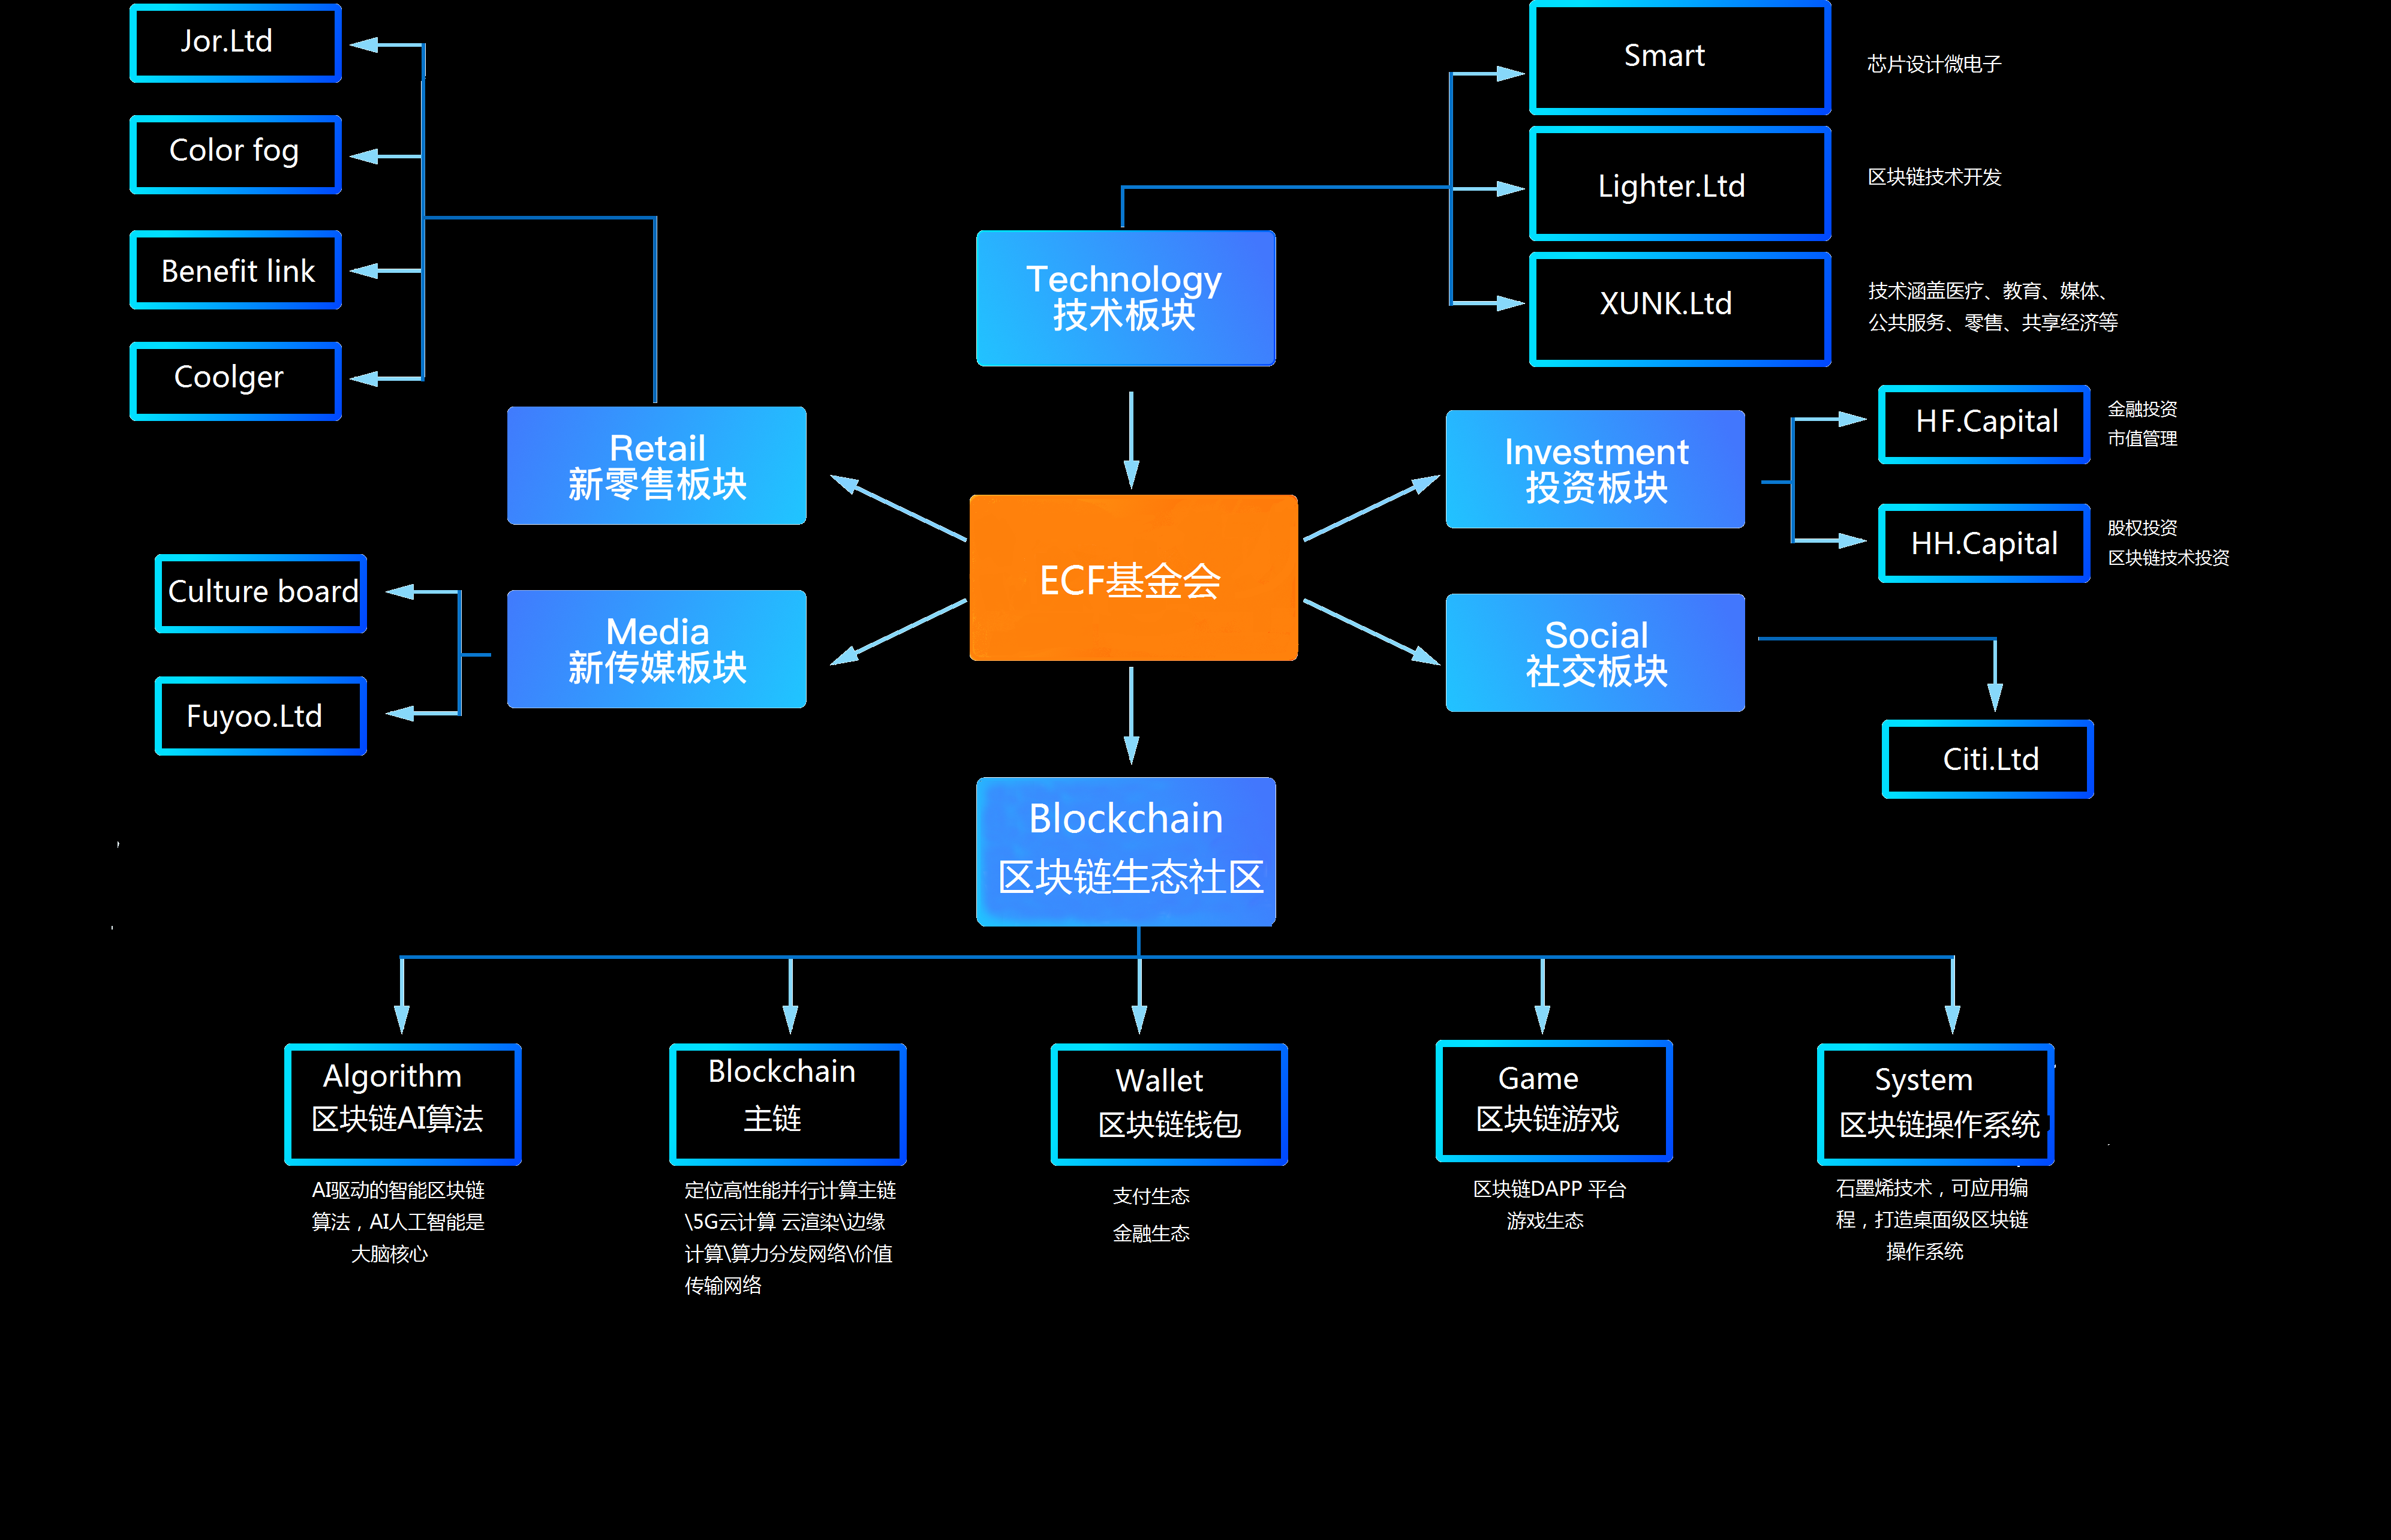 Jor.Ltd
Color fog
Benefit link
Coolger
Smart
芯片设计微电子
Lighter.Ltd
区块链技术开发
XUNK.Ltd
技术涵盖医疗、教育、媒体、
公共服务、零售、共享经济等
Technology
技术板块
Retail
新零售板块
Investment
投资板块
HF.Capital
金融投资
市值管理
HH.Capital
股权投资
区块链技术投资
ECF基金会
Culture board
Fuyoo.Ltd
Media
新传媒板块
Social
社交板块
Citi.Ltd
Blockchain
区块链生态社区
Algorithm
区块链AI算法
AI驱动的智能区块链
算法，AI人工智能是
大脑核心
Blockchain
主链
定位高性能并行计算主链
\5G云计算 云渲染\边缘
计算\算力分发网络\价值
传输网络
Wallet
区块链钱包
支付生态
金融生态
Game
区块链游戏
区块链DAPP 平台
游戏生态
System
区块链操作系统
石墨烯技术，可应用编
程，打造桌面级区块链
操作系统